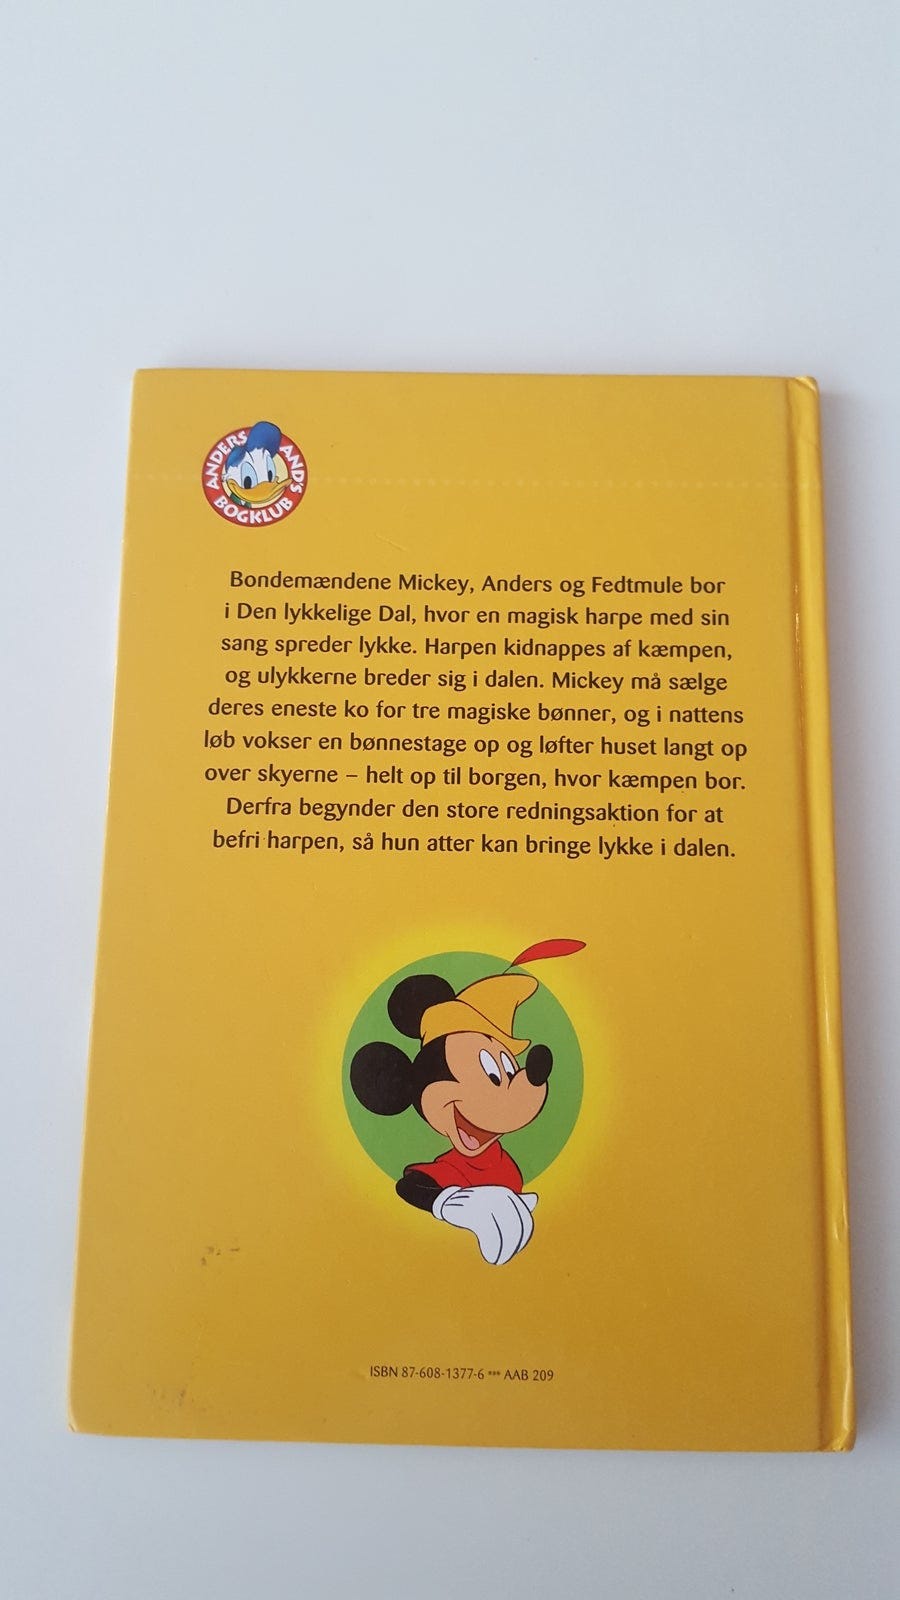 ANDERS ANDS
BOGKLUB
Bondemændene Mickey, Anders og Fedtmule bor
i Den lykkelige Dal, hvor en magisk harpe med sin
sang spreder lykke. Harpen kidnappes af kæmpen,
og ulykkerne breder sig i dalen. Mickey må sælge
deres eneste ko for tre magiske bønner, og i nattens
løb vokser en bønnestage op og løfter huset langt op
over skyerne – helt op til borgen, hvor kæmpen bor.
Derfra begynder den store redningsaktion for at
befri harpen, så hun atter kan bringe lykke i dalen.
ISBN 87-608-1377-6 *** AAB 209